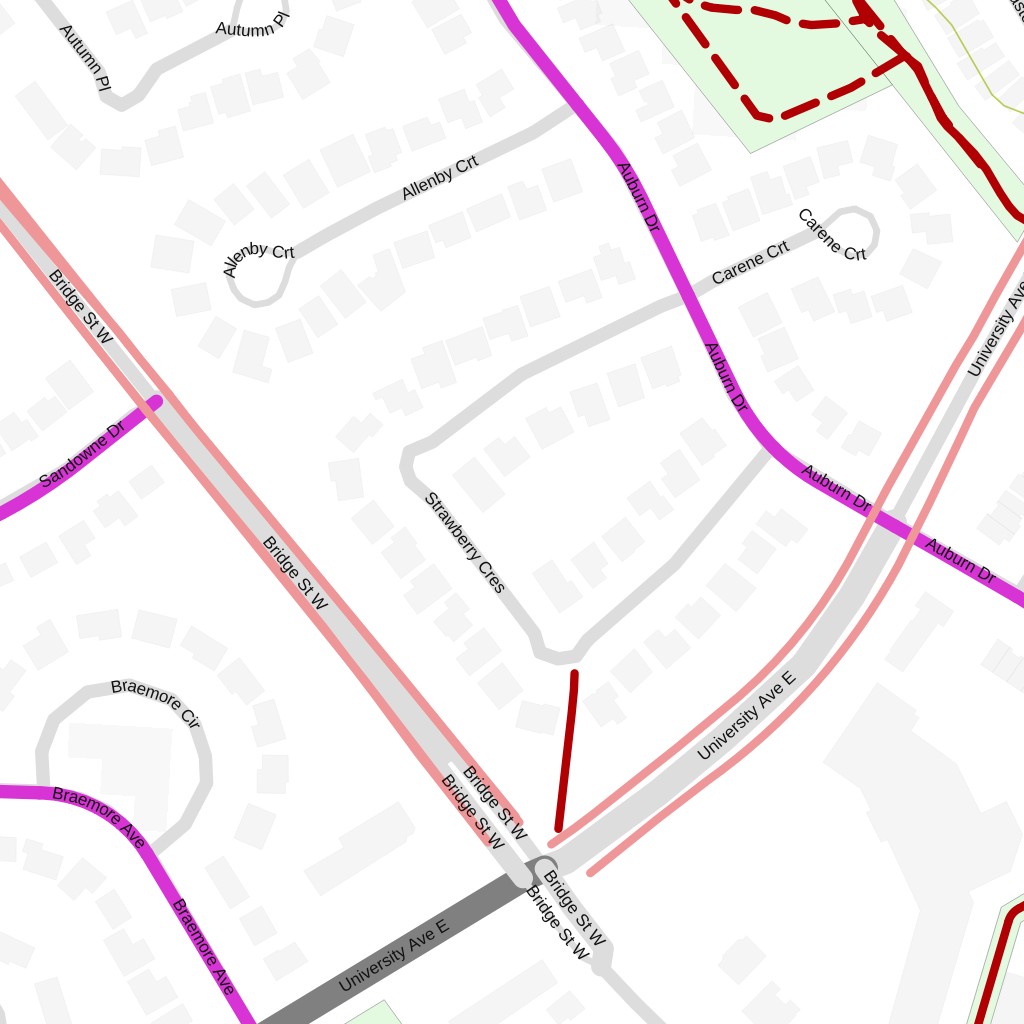 Autumn Pl
Autumn Pl
Allenby Crt
Auburn Dr
Carene Crt
Allenby Crt
Carene Crt
Bridge St W
University Ave
Auburn Dr
Sandowne Dr
Auburn Dr
Strawberry Cres
Bridge St W
Auburn Dr
Braemore Cir
University Ave E
Bridge St W
Bridge St W
Braemore Ave
Bridge St W
Bridge St W
Braemore Ave
University Ave E